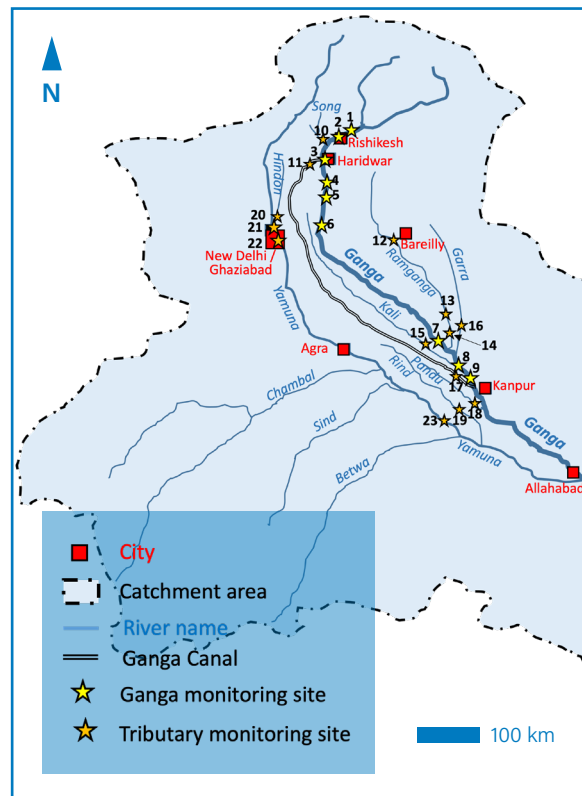 N
Song
1
2
10
Rishikesh
3
Haridwar
11
4
5
Hindon
20
21
22
New Delhi
Ghaziabad
6
12
Bareilly
Ganga
Ramganga
Garra
Kali
Yamuna
13
16
7
15
14
Agra
8
9
Pandu
Rind
17
Kanpur
Chambal
18
19
23
Sind
Ganga
Betwa
Yamuna
Allahabad
City
Catchment area
River name
Ganga Canal
Ganga monitoring site
Tributary monitoring site
100 km